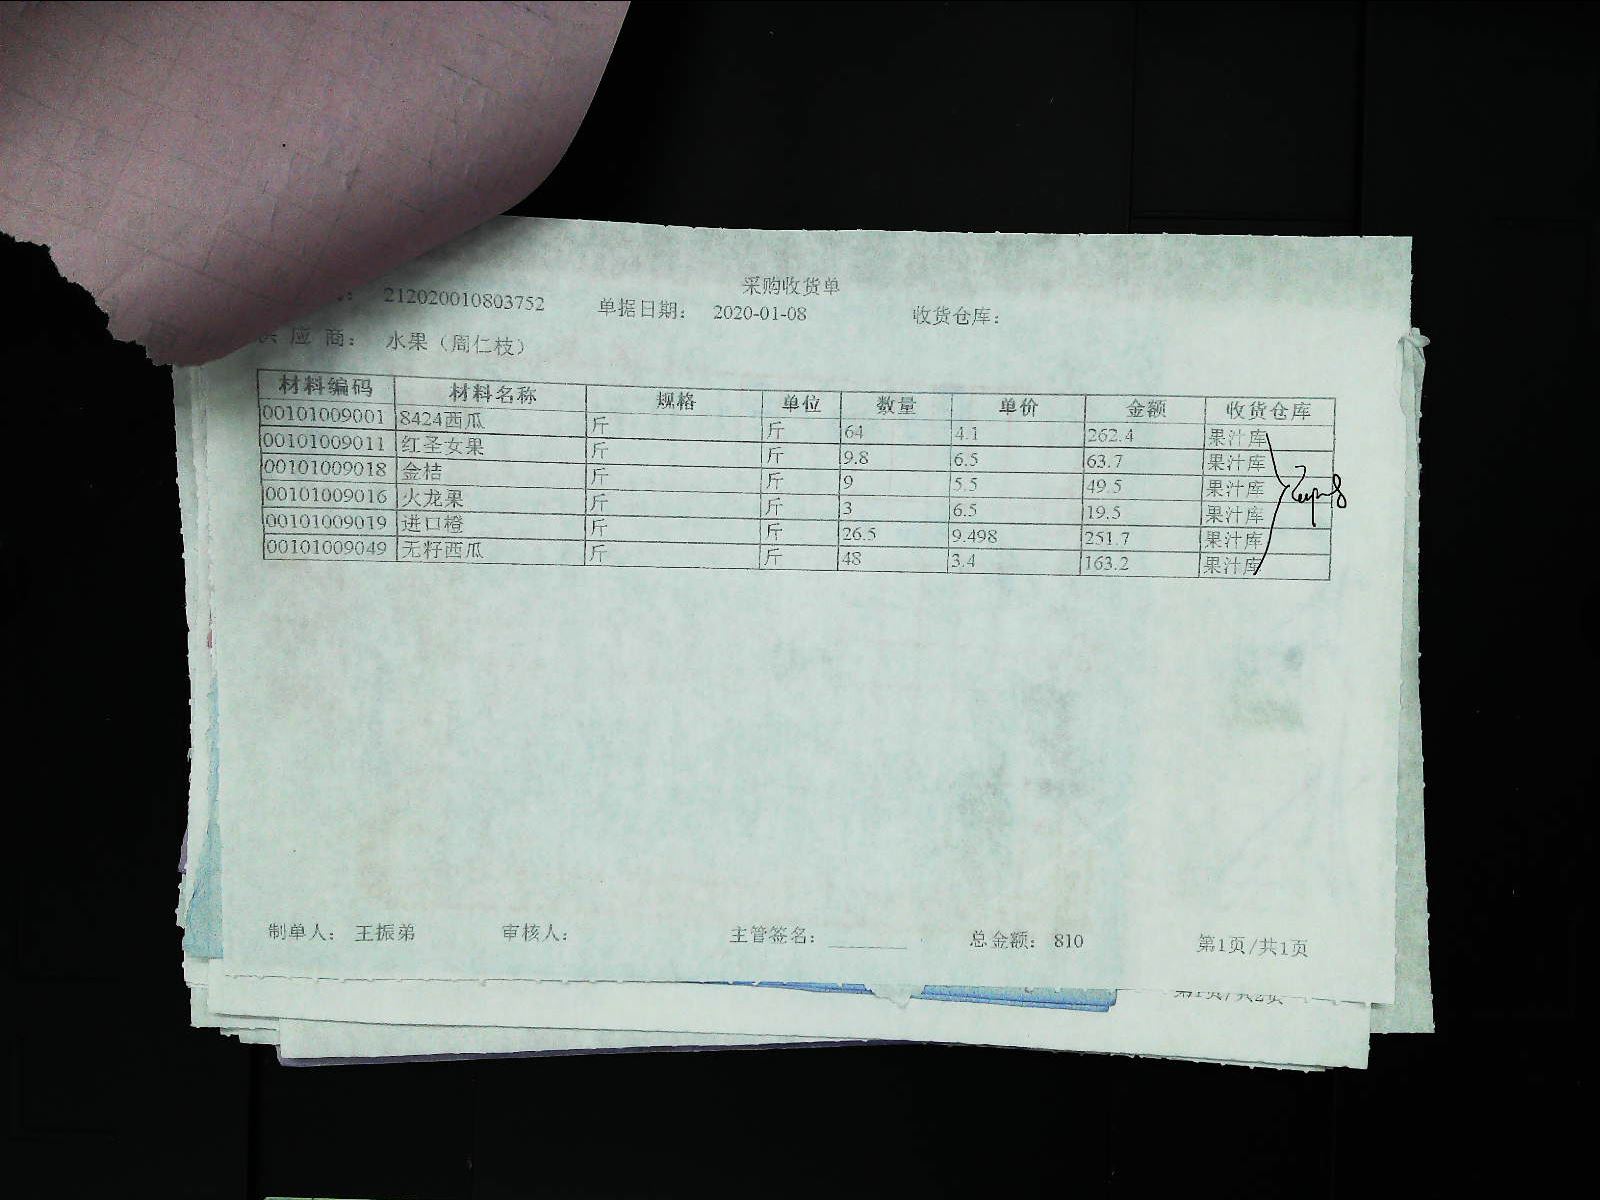 采购收货单
：212020010803752 单据日期： 2020-01-08 收货仓库：
供 应 商： 水果（周仁枝）
材料编码 材料名称 规格 单位 数量 单价 金额 收货仓库
00101009001 8424西瓜 斤 斤 64 4.1 262.4 果汁库
00101009011 红圣女果 斤 斤 9.8 6.5 63.7 果汁库
00101009018 金桔 斤 斤 9 5.5 49.5 果汁库
00101009016 火龙果 斤 斤 3 6.5 19.5 果汁库
00101009019 进口橙 斤 斤 26.5 9.498 251.7 果汁库
00101009049 无籽西瓜 斤 斤 48 3.4 163.2 果汁库
制单人： 王振弟 审核人： 主管签名： 总金额： 810 第1页/共1页
第1页/共2页